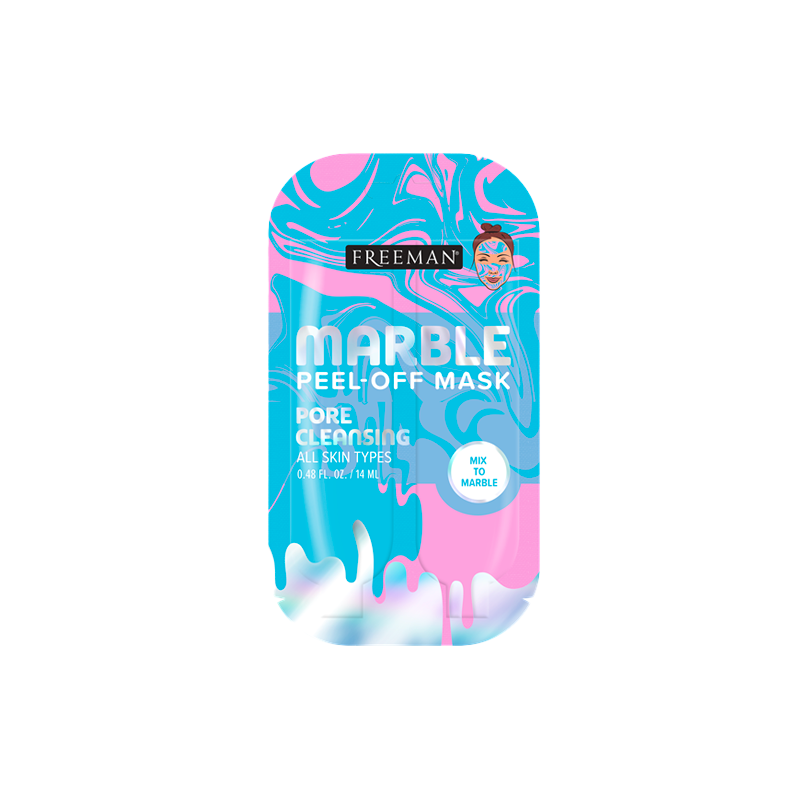 FREEMAN®
MARBLE
PEEL-OFF MASK
PORE
CLEANSING
ALL SKIN TYPES
0.48 FL. OZ. / 14 ML
MIX
TO
MARBLE